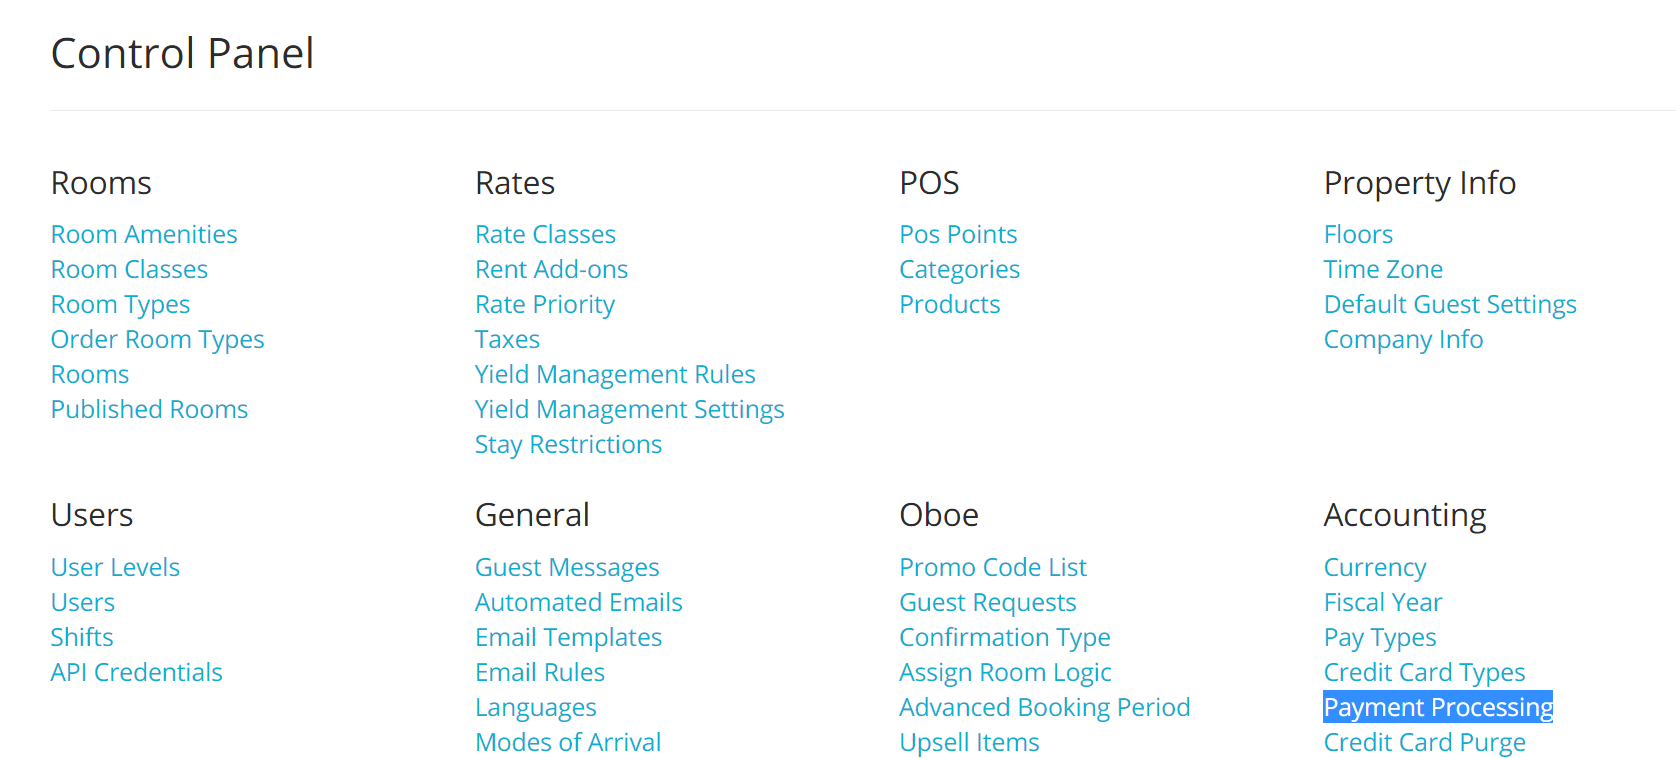 Control Panel
Rooms
Room Amenities
Room Classes
Room Types
Order Room Types
Rooms
Published Rooms
Rates
Rate Classes
Rent Add-ons
Rate Priority
Taxes
Yield Management Rules
Yield Management Settings
Stay Restrictions
POS
Pos Points
Categories
Products
Property Info
Floors
Time Zone
Default Guest Settings
Company Info
Users
User Levels
Users
Shifts
API Credentials
General
Guest Messages
Automated Emails
Email Templates
Email Rules
Languages
Modes of Arrival
Oboe
Promo Code List
Guest Requests
Confirmation Type
Assign Room Logic
Advanced Booking Period
Upsell Items
Accounting
Currency
Fiscal Year
Pay Types
Credit Card Types
Payment Processing
Credit Card Purge